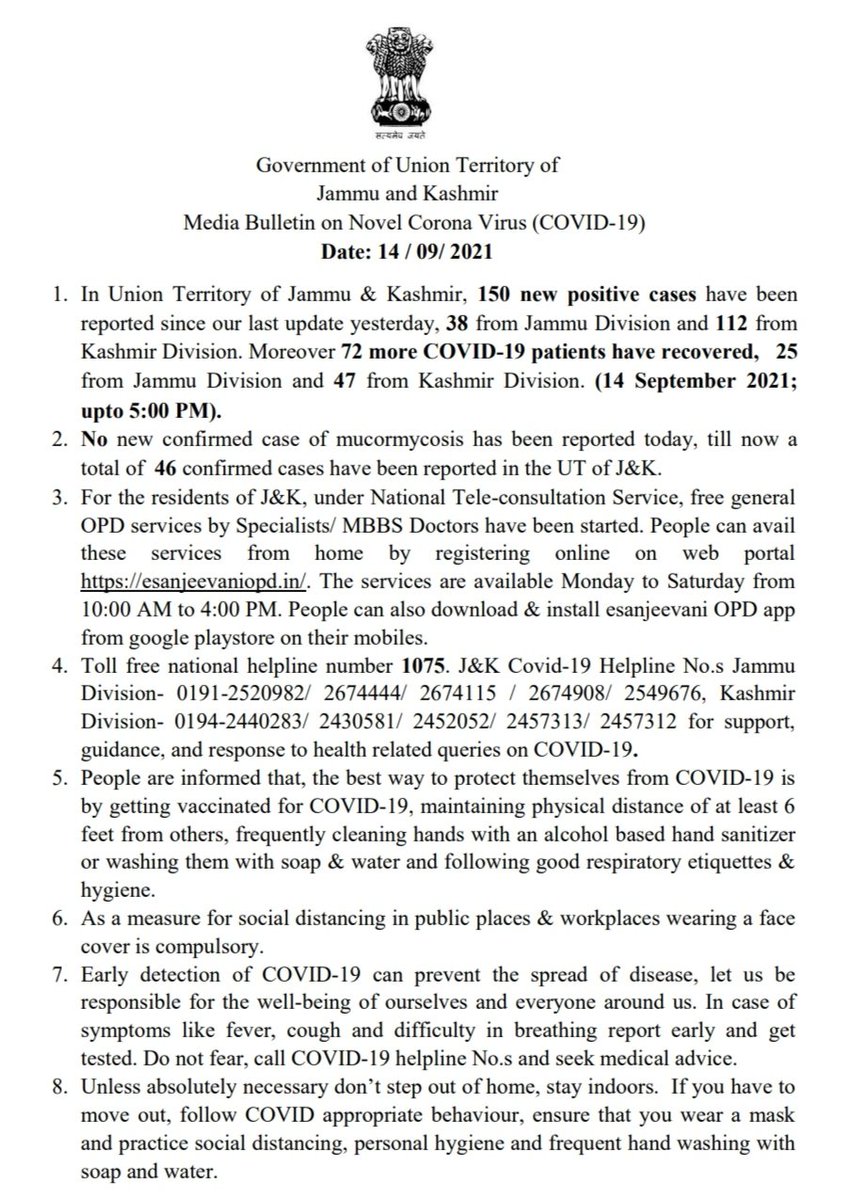 सत्यमेव जयते
Government of Union Territory of
Jammu and Kashmir
Media Bulletin on Novel Corona Virus (COVID-19)
Date: 14 / 09/ 2021
1. In Union Territory of Jammu & Kashmir, 150 new positive cases have been
reported since our last update yesterday, 38 from Jammu Division and 112 from
Kashmir Division. Moreover 72 more COVID-19 patients have recovered, 25
from Jammu Division and 47 from Kashmir Division. (14 September 2021;
upto 5:00 PM).
2. No new confirmed case of mucormycosis has been reported today, till now a
total of 46 confirmed cases have been reported in the UT of J&K.
3. For the residents of J&K, under National Tele-consultation Service, free general
OPD services by Specialists/ MBBS Doctors have been started. People can avail
these services from home by registering online on web portal
https://esanjeevaniopd.in/. The services are available Monday to Saturday from
10:00 AM to 4:00 PM. People can also download & install esanjeevani OPD app
from google playstore on their mobiles.
4. Toll free national helpline number 1075. J&K Covid-19 Helpline No.s Jammu
Division- 0191-2520982/ 2674444/ 2674115 / 2674908/ 2549676, Kashmir
Division- 0194-2440283/ 2430581/ 2452052/ 2457313/ 2457312 for support,
guidance, and response to health related queries on COVID-19.
5. People are informed that, the best way to protect themselves from COVID-19 is
by getting vaccinated for COVID-19, maintaining physical distance of at least 6
feet from others, frequently cleaning hands with an alcohol based hand sanitizer
or washing them with soap & water and following good respiratory etiquettes &
hygiene.
6. As a measure for social distancing in public places & workplaces wearing a face
cover is compulsory.
7. Early detection of COVID-19 can prevent the spread of disease, let us be
responsible for the well-being of ourselves and everyone around us. In case of
symptoms like fever, cough and difficulty in breathing report early and get
tested. Do not fear, call COVID-19 helpline No.s and seek medical advice.
8. Unless absolutely necessary don’t step out of home, stay indoors. If you have to
move out, follow COVID appropriate behaviour, ensure that you wear a mask
and practice social distancing, personal hygiene and frequent hand washing with
soap and water.